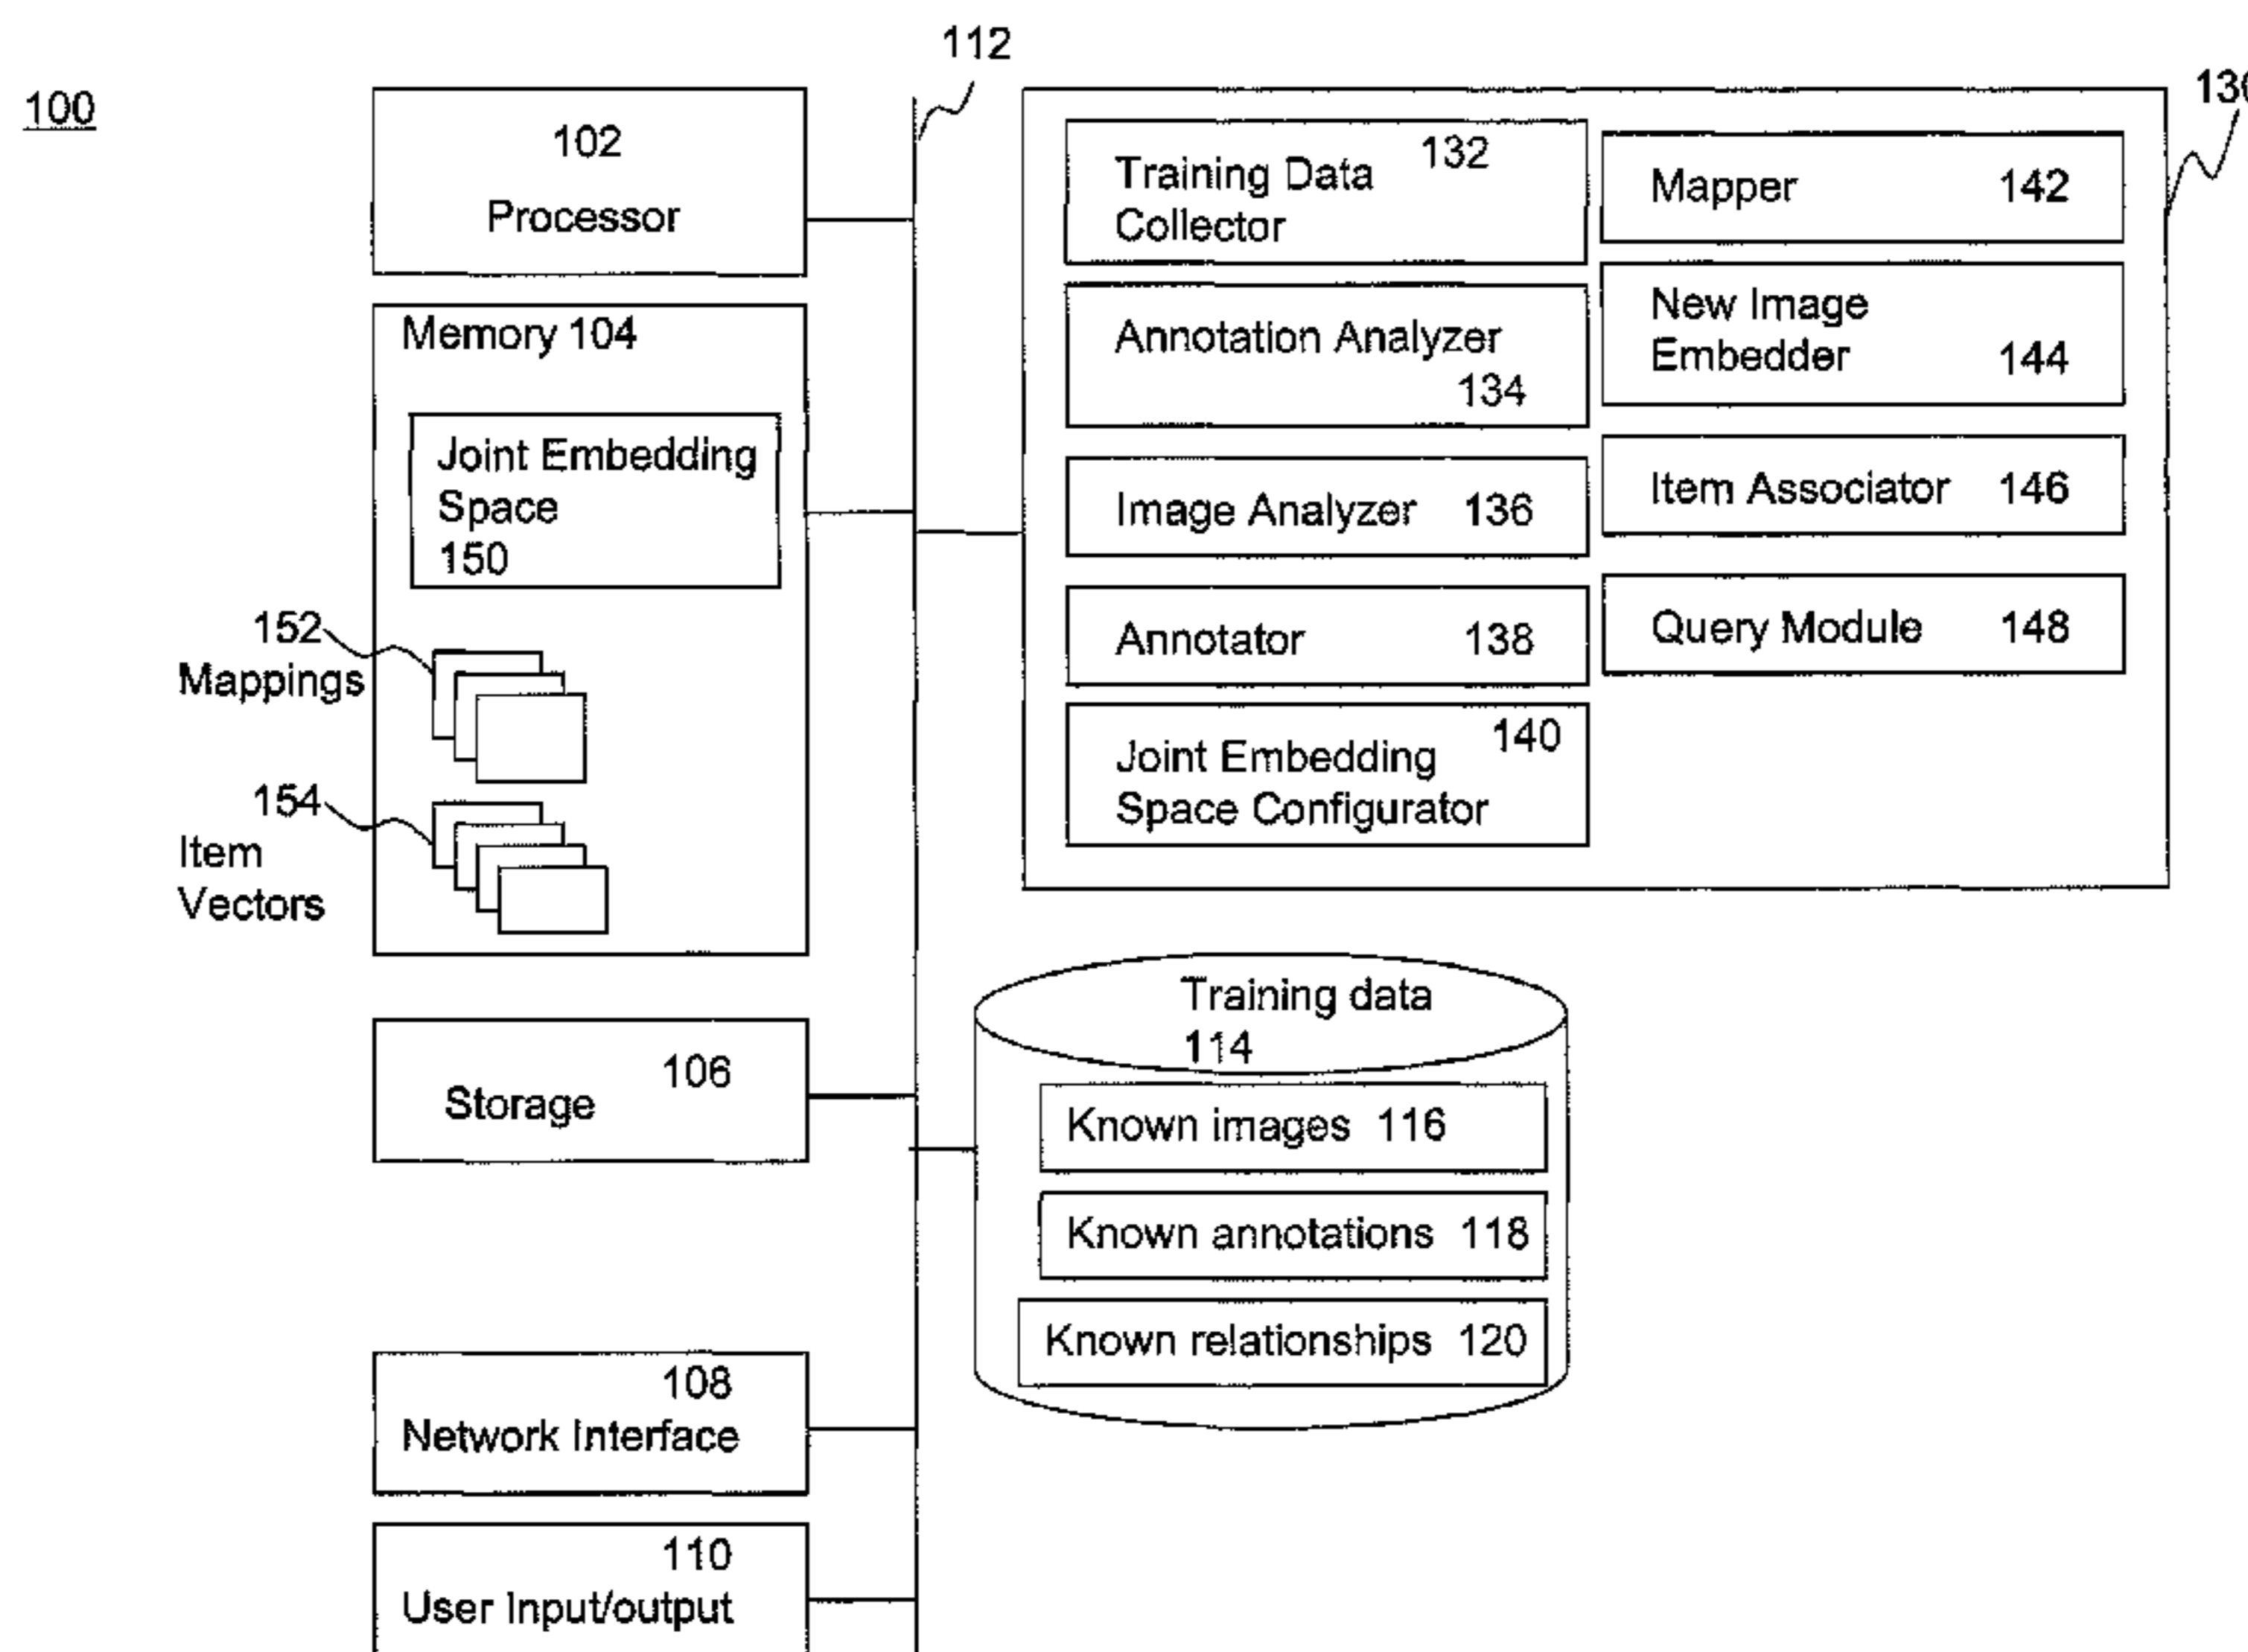 100
112
102
Processor
Memory 104
Joint Embedding
Space
150
152
Mappings
154
Item
Vectors
106
Storage
108
Network Interface
110
User Input/output
132
Training Data
Collector
Annotation Analyzer
134
Image Analyzer 136
Annotator 138
140
Joint Embedding
Space Configurator
Mapper 142
New Image
Embedder 144
Item Associator 146
Query Module 148
Training data
114
Known images 116
Known annotations 118
Known relationships 120